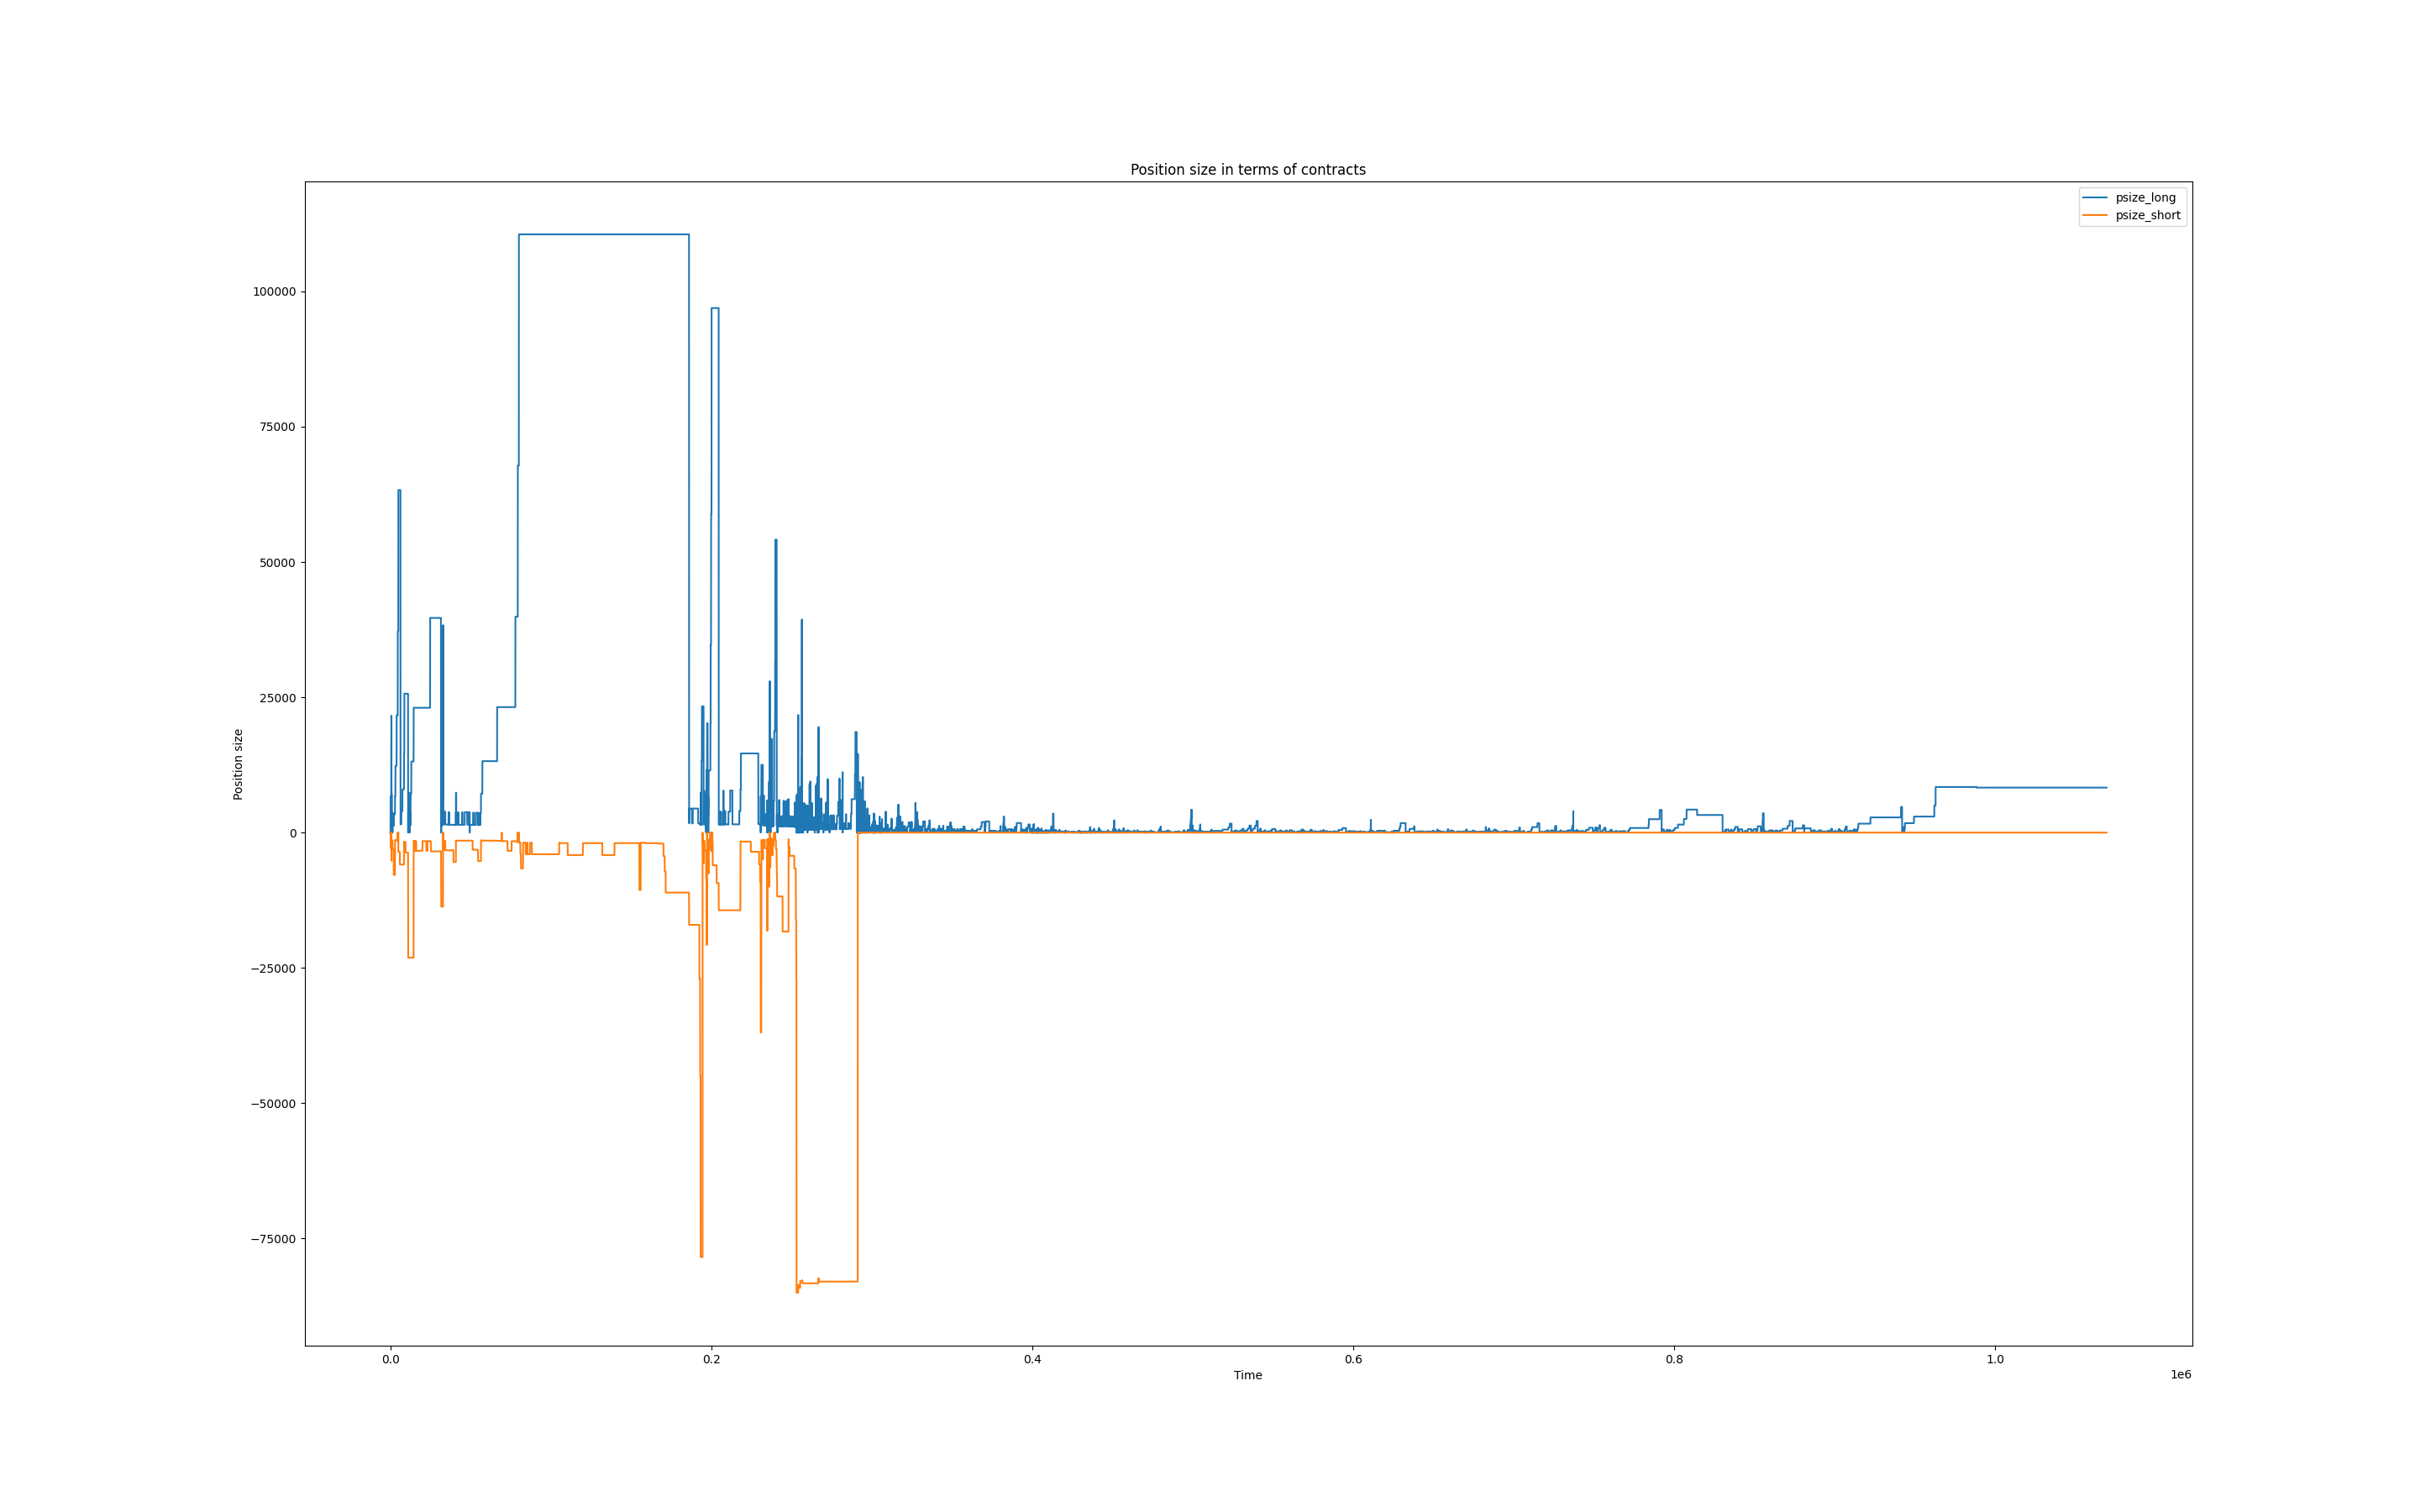 Position size in terms of contracts
psize_long
psize_short
100000
75000
50000
25000
0
−25000
−50000
−75000
Position size
0.0
0.2
0.4
0.6
0.8
1.0
1e6
Time